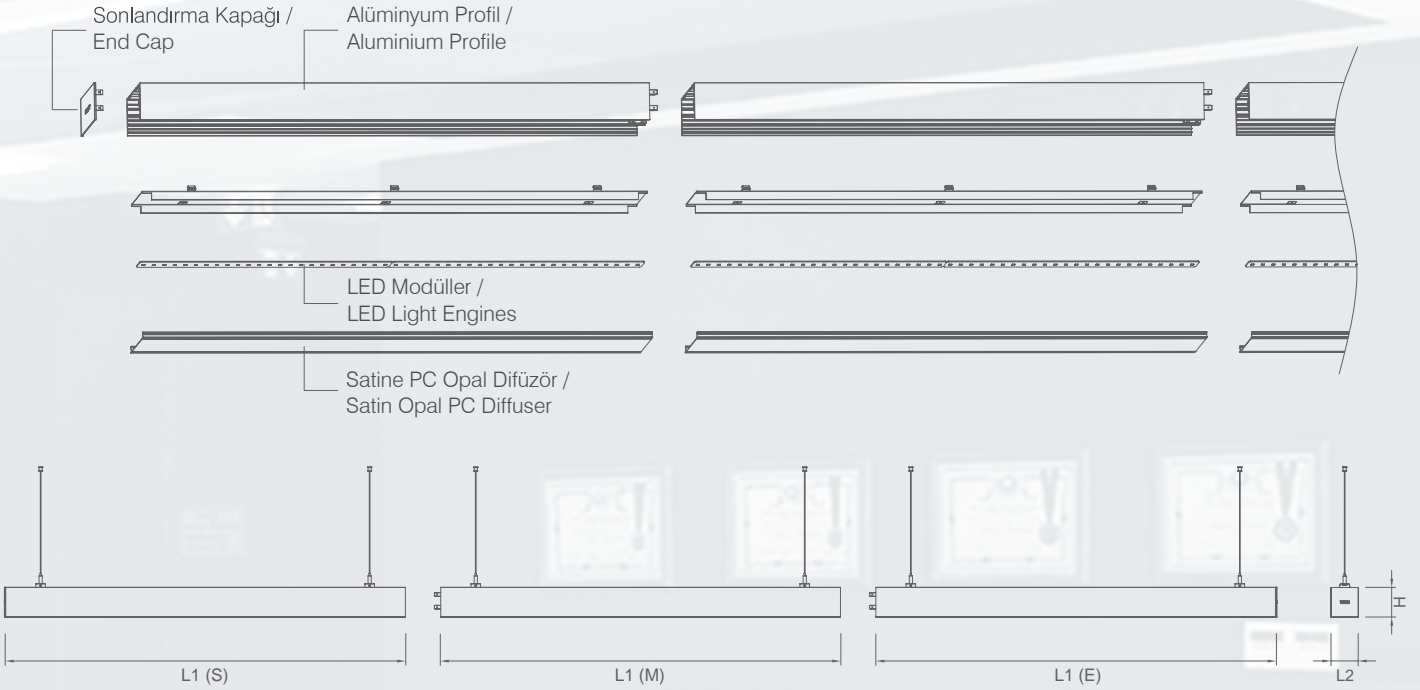 Sonlandırma Kapağı /
End Cap
Alüminyum Profil /
Aluminium Profile
LED Modüller /
LED Light Engines
Satine PC Opal Difüzör /
Satin Opal PC Diffuser
H
L1 (S)
L1 (M)
L1 (E)
L2